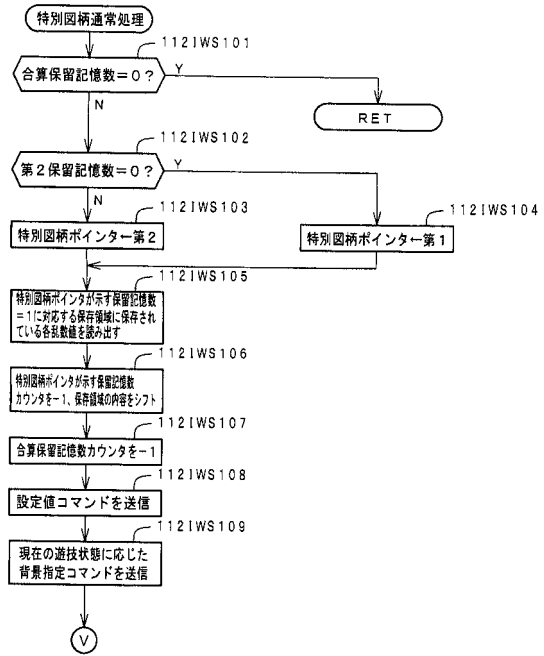 特別図柄通常処理
112IWS101
合算保留記憶数＝0？
Y
N
RET
112IWS102
第2保留記憶数＝0？
Y
N
112IWS103
特別図柄ポインタ←第2
112IWS104
特別図柄ポインタ←第1
112IWS105
特別図柄ポインタが示す保留記憶数
＝1に対応する保存領域に保存され
ている各乱数値を読み出す
112IWS106
特別図柄ポインタが示す保留記憶数
カウンタを－1、保存領域の内容をシフト
112IWS107
合算保留記憶数カウンタを－1
112IWS108
設定値コマンドを送信
112IWS109
現在の遊技状態に応じた
背景指定コマンドを送信
V